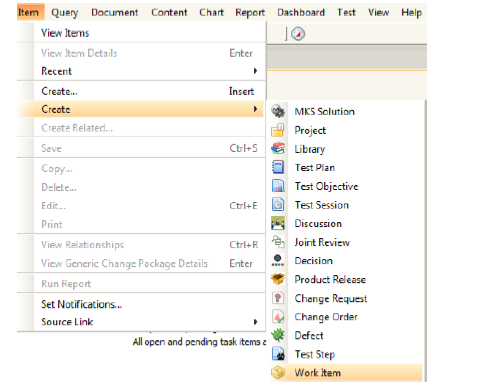 Item Query Document Content Chart Report Dashboard Test View Help
View Items
View Item Details Enter
Recent
Create... Insert
Create
Create Related...
Save Ctrl+S
Copy...
Delete...
Edit... Ctrl+E
Print
View Relationships Ctrl+R
View Generic Change Package Details Enter
Run Report
Set Notifications...
Source Link
All open and pending task items a
MKS Solution
Project
Library
Test Plan
Test Objective
Test Session
Discussion
Joint Review
Decision
Product Release
Change Request
Change Order
Defect
Test Step
Work Item